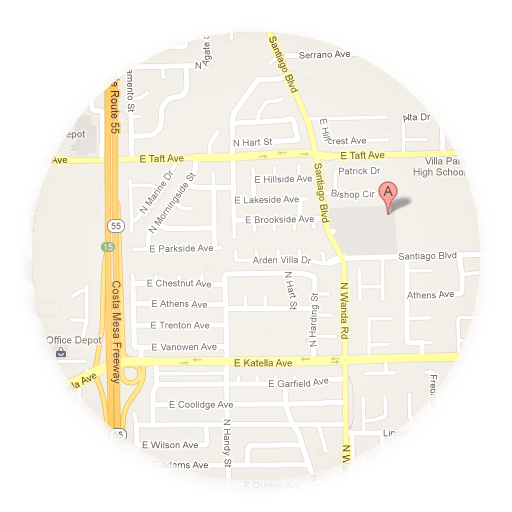 Santiago Blvd
Serrano Ave
N Agate St
e Route 55
amento St
epot
N Hart St
E Hillcrest Ave
Alta Dr
Ave
E Taft Ave
E Taft Ave
Villa Pa
High School
Patrick Dr
Santiago Blvd
E Hillside Ave
Bishop Cir
A
N Marine Dr
N Morningside St
E Lakeside Ave
E Brookside Ave
55
15
E Parkside Ave
Arden Villa Dr
Santiago Blvd
E Chestnut Ave
N Hart St
N Harding St
N Wanda Rd
Athens Ave
E Athens Ave
E Trenton Ave
Costa Mesa Freeway
Office Depot
E Vanowen Ave
E Katella Ave
la Ave
E Garfield Ave
Fred
E Coolidge Ave
N Handy St
55
Linco
E Wilson Ave
N W
E Adams Ave
E Quincy Ave